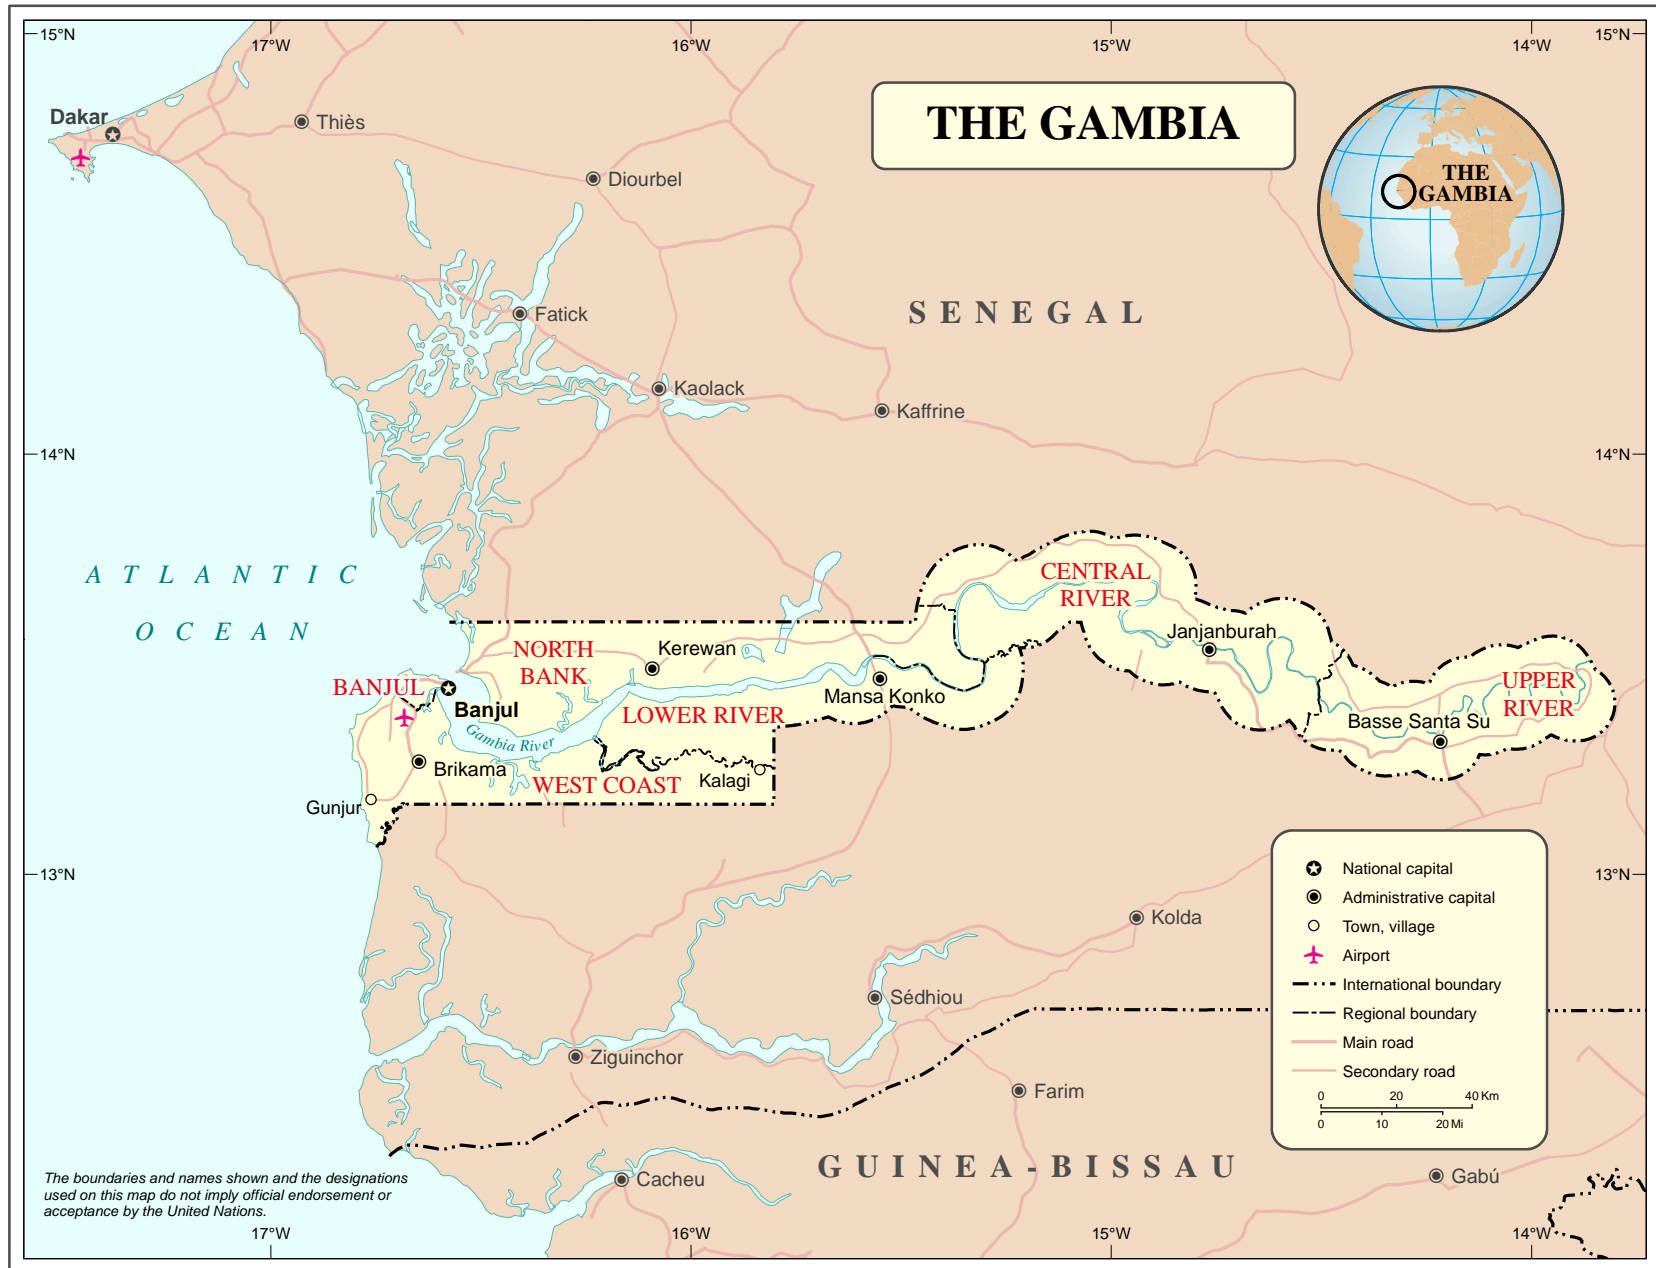 15°N
17°W
16°W
15°W
14°W
15°N
THE GAMBIA
THE
GAMBIA
Dakar
Thiès
Diourbel
SENEGAL
Fatick
Kaolack
Kaffrine
14°N
14°N
ATLANTIC
OCEAN
CENTRAL
RIVER
Janjanburah
NORTH
BANK
Kerewan
BANJUL
Banjul
Mansa Konko
LOWER RIVER
UPPER
RIVER
Basse Santa Su
Gambia River
Brikama
WEST COAST
Kalagi
Gunjur
13°N
13°N
National capital
Administrative capital
Town, village
Airport
International boundary
Regional boundary
Main road
Secondary road
0 20 40 Km
0 10 20 Mi
Kolda
Sédhiou
Ziguinchor
Farim
GUINEA-BISSAU
Cacheu
Gabú
The boundaries and names shown and the designations
used on this map do not imply official endorsement or
acceptance by the United Nations.
17°W
16°W
15°W
14°W